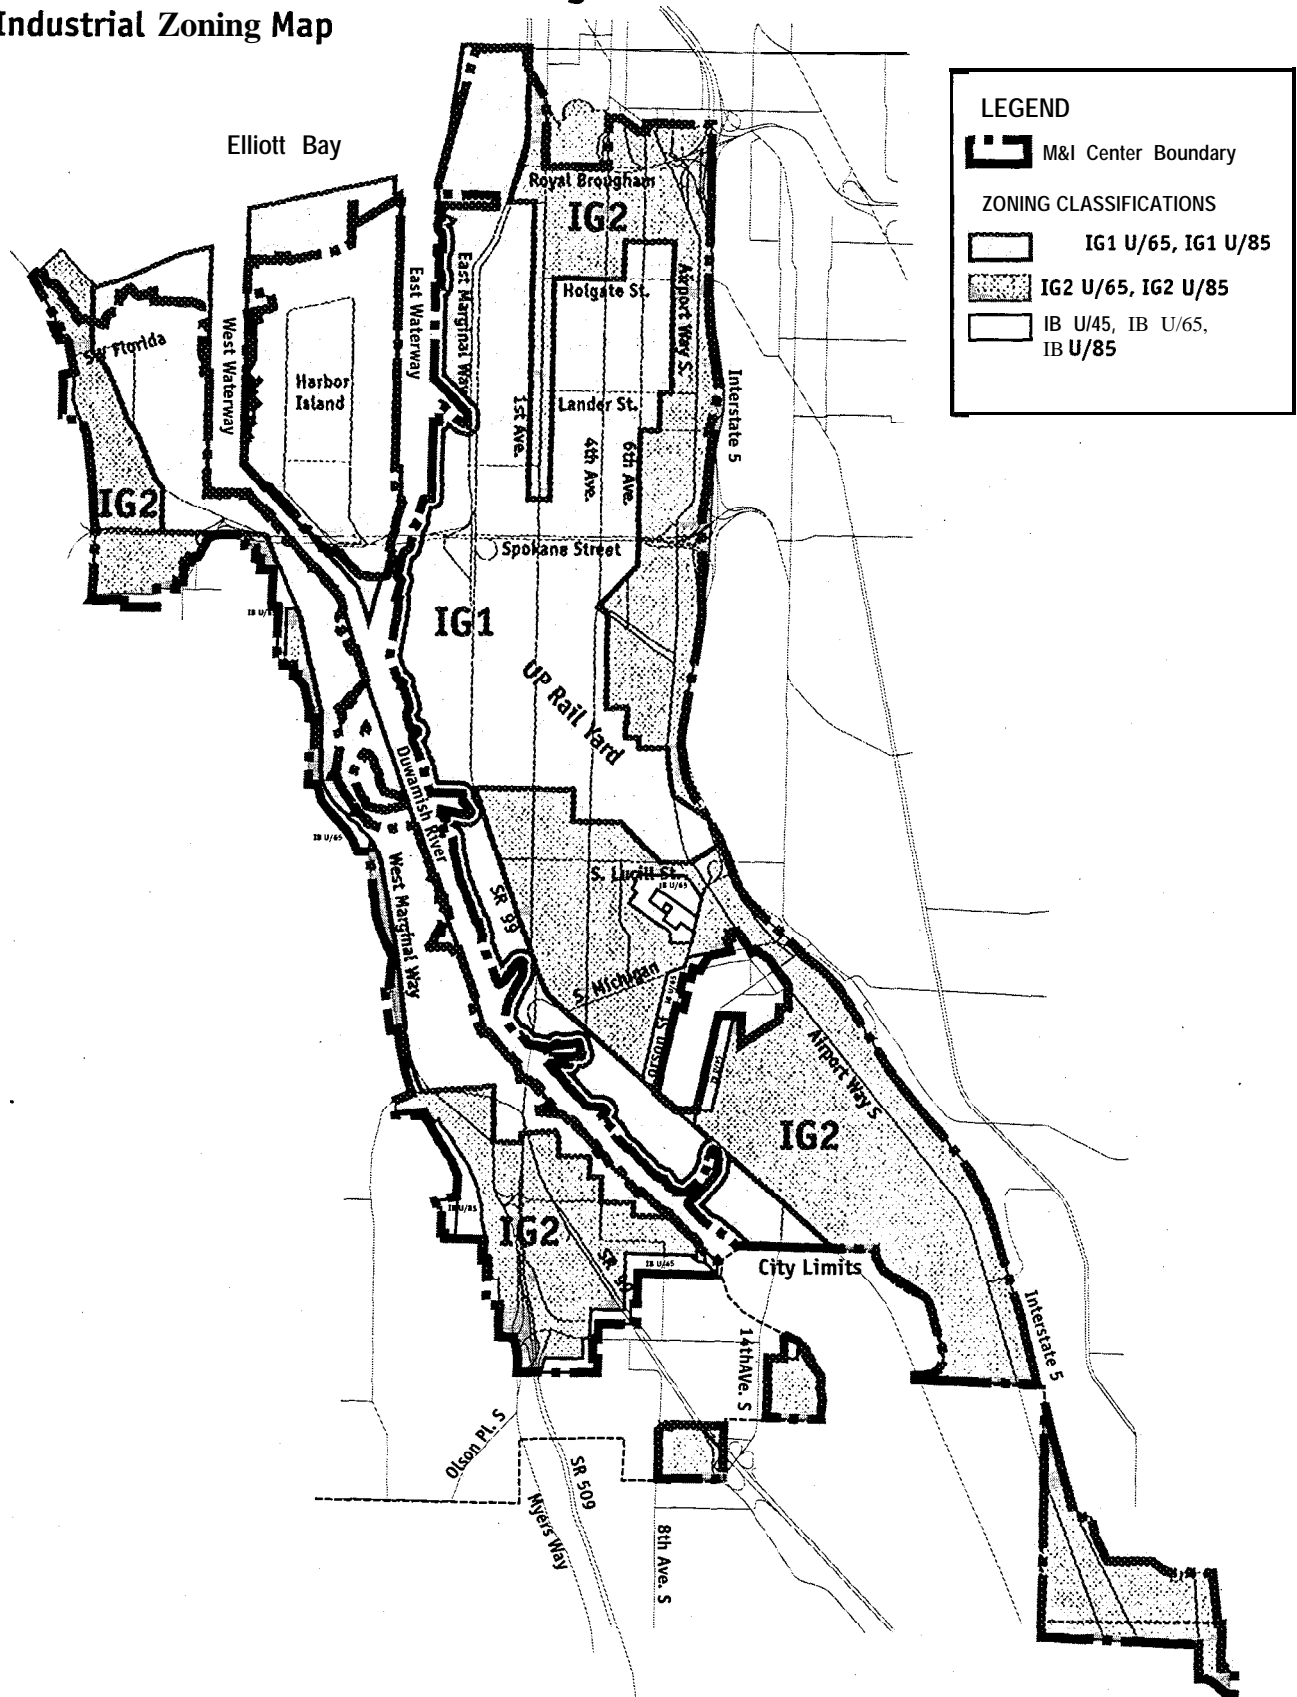 Industrial Zoning Map
LEGEND
M&I Center Boundary
ZONING CLASSIFICATIONS
IG1 U/65, IG1 U/85
IG2 U/65, IG2 U/85
IB U/45, IB U/65,
IB U/85
Elliott Bay
Royal Brougham
IG2
Holgate St.
Airport Way S.
East Marginal Way
East Waterway
West Waterway
SW Florida
Harbor
Island
Interstate 5
1st Ave.
Lander St.
4th Ave.
6th Ave.
IG2
Spokane Street
IG1
UP Rail Yard
Duwamish River
IB U/65
West Marginal Way
SR 99
S. Lucill St.
IB U/65
S. Michigan
Airport Way S
IG2
IB U/85
IG2
IB U/65
City Limits
Interstate 5
14thAVe. S
Olson Pl. S
SR 509
Myers Way
8th Ave. S